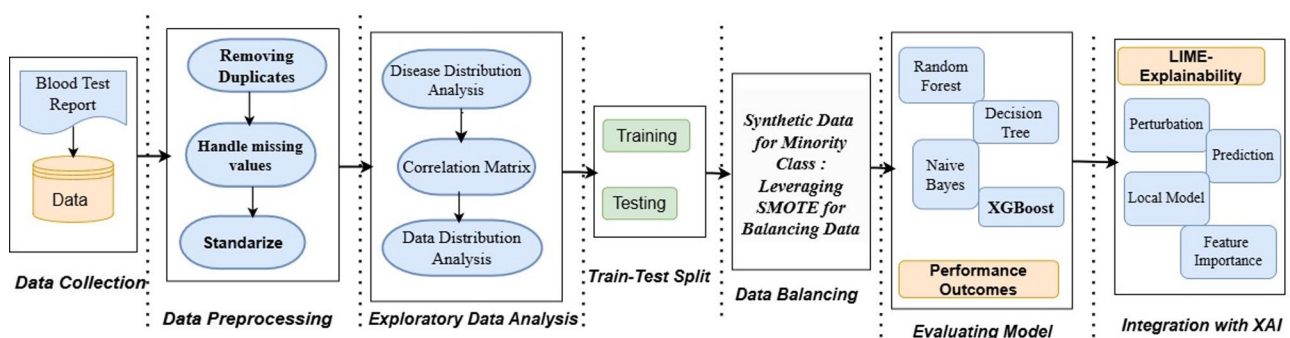 Blood Test
Report
Data
Data Collection
Removing
Duplicates
Handle missing
values
Standarize
Data Preprocessing
Disease Distribution
Analysis
Correlation Matrix
Data Distribution
Analysis
Exploratory Data Analysis
Training
Testing
Train-Test Split
Synthetic Data
for Minority
Class :
Leveraging
SMOTE for
Balancing Data
Data Balancing
Random
Forest
Decision
Tree
Naive
Bayes
XGBoost
Performance
Outcomes
Evaluating Model
LIME-
Explainability
Perturbation
Prediction
Local Model
Feature
Importance
Integration with XAI